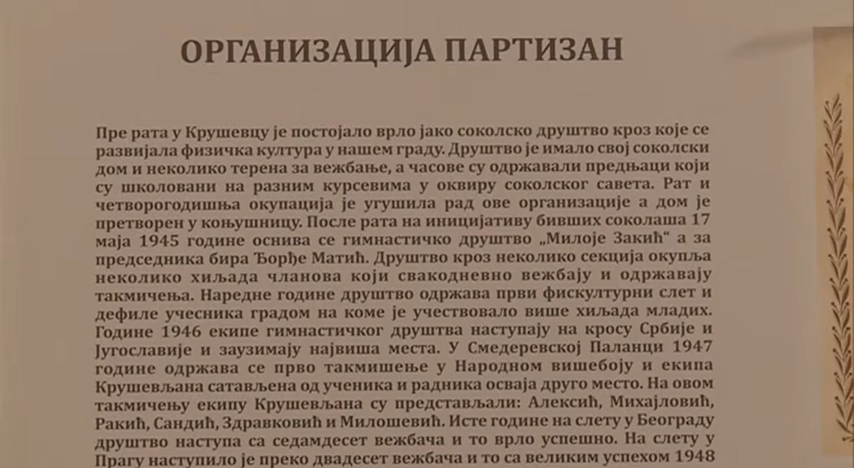 ОРГАНИЗАЦИЈА ПАРТИЗАН
Пре рата у Крушевцу је постојало врло јако соколско друштво кроз које се
развијала физичка култура у нашем граду. Друштво је имало свој соколски
дом и неколико терена за вежбање, а часове су одржавали предњаци који
су школовани на разним курсевима у оквиру соколског савета. Рат и
четворогодишња окупација је угушила рад ове организације а дом је
претворен у коњушницу. После рата на иницијативу бивших соколаша 17
маја 1945 године оснива се гимнастичко друштво „Милоје Закић“ а за
председника бира Ђорђе Матић. Друштво кроз неколико секција окупља
неколико хиљада чланова који свакодневно вежбају и одржавају
такмичења. Наредне године друштво одржава први фискултурни слет и
дефиле учесника градом на коме је учествовало више хиљада младих.
Године 1946 екипе гимнастичког друштва наступају на кросу Србије и
Југославије и заузимају највиша места. У Смедеревској Паланци 1947
године одржава се прво такмишење у Народном вишебоју и екипа
Крушевљана сатављена од ученика и радника осваја друго место. На овом
такмичењу екипу Крушевљана су представљали: Алексић, Михајловић,
Ракић, Сандић, Здравковић и Милошевић. Исте године на слету у Београду
друштво наступа са седамдесет вежбача и то врло успешно. На слету у
Прагу наступило је преко двадесет вежбача и то са великим успехом 1948